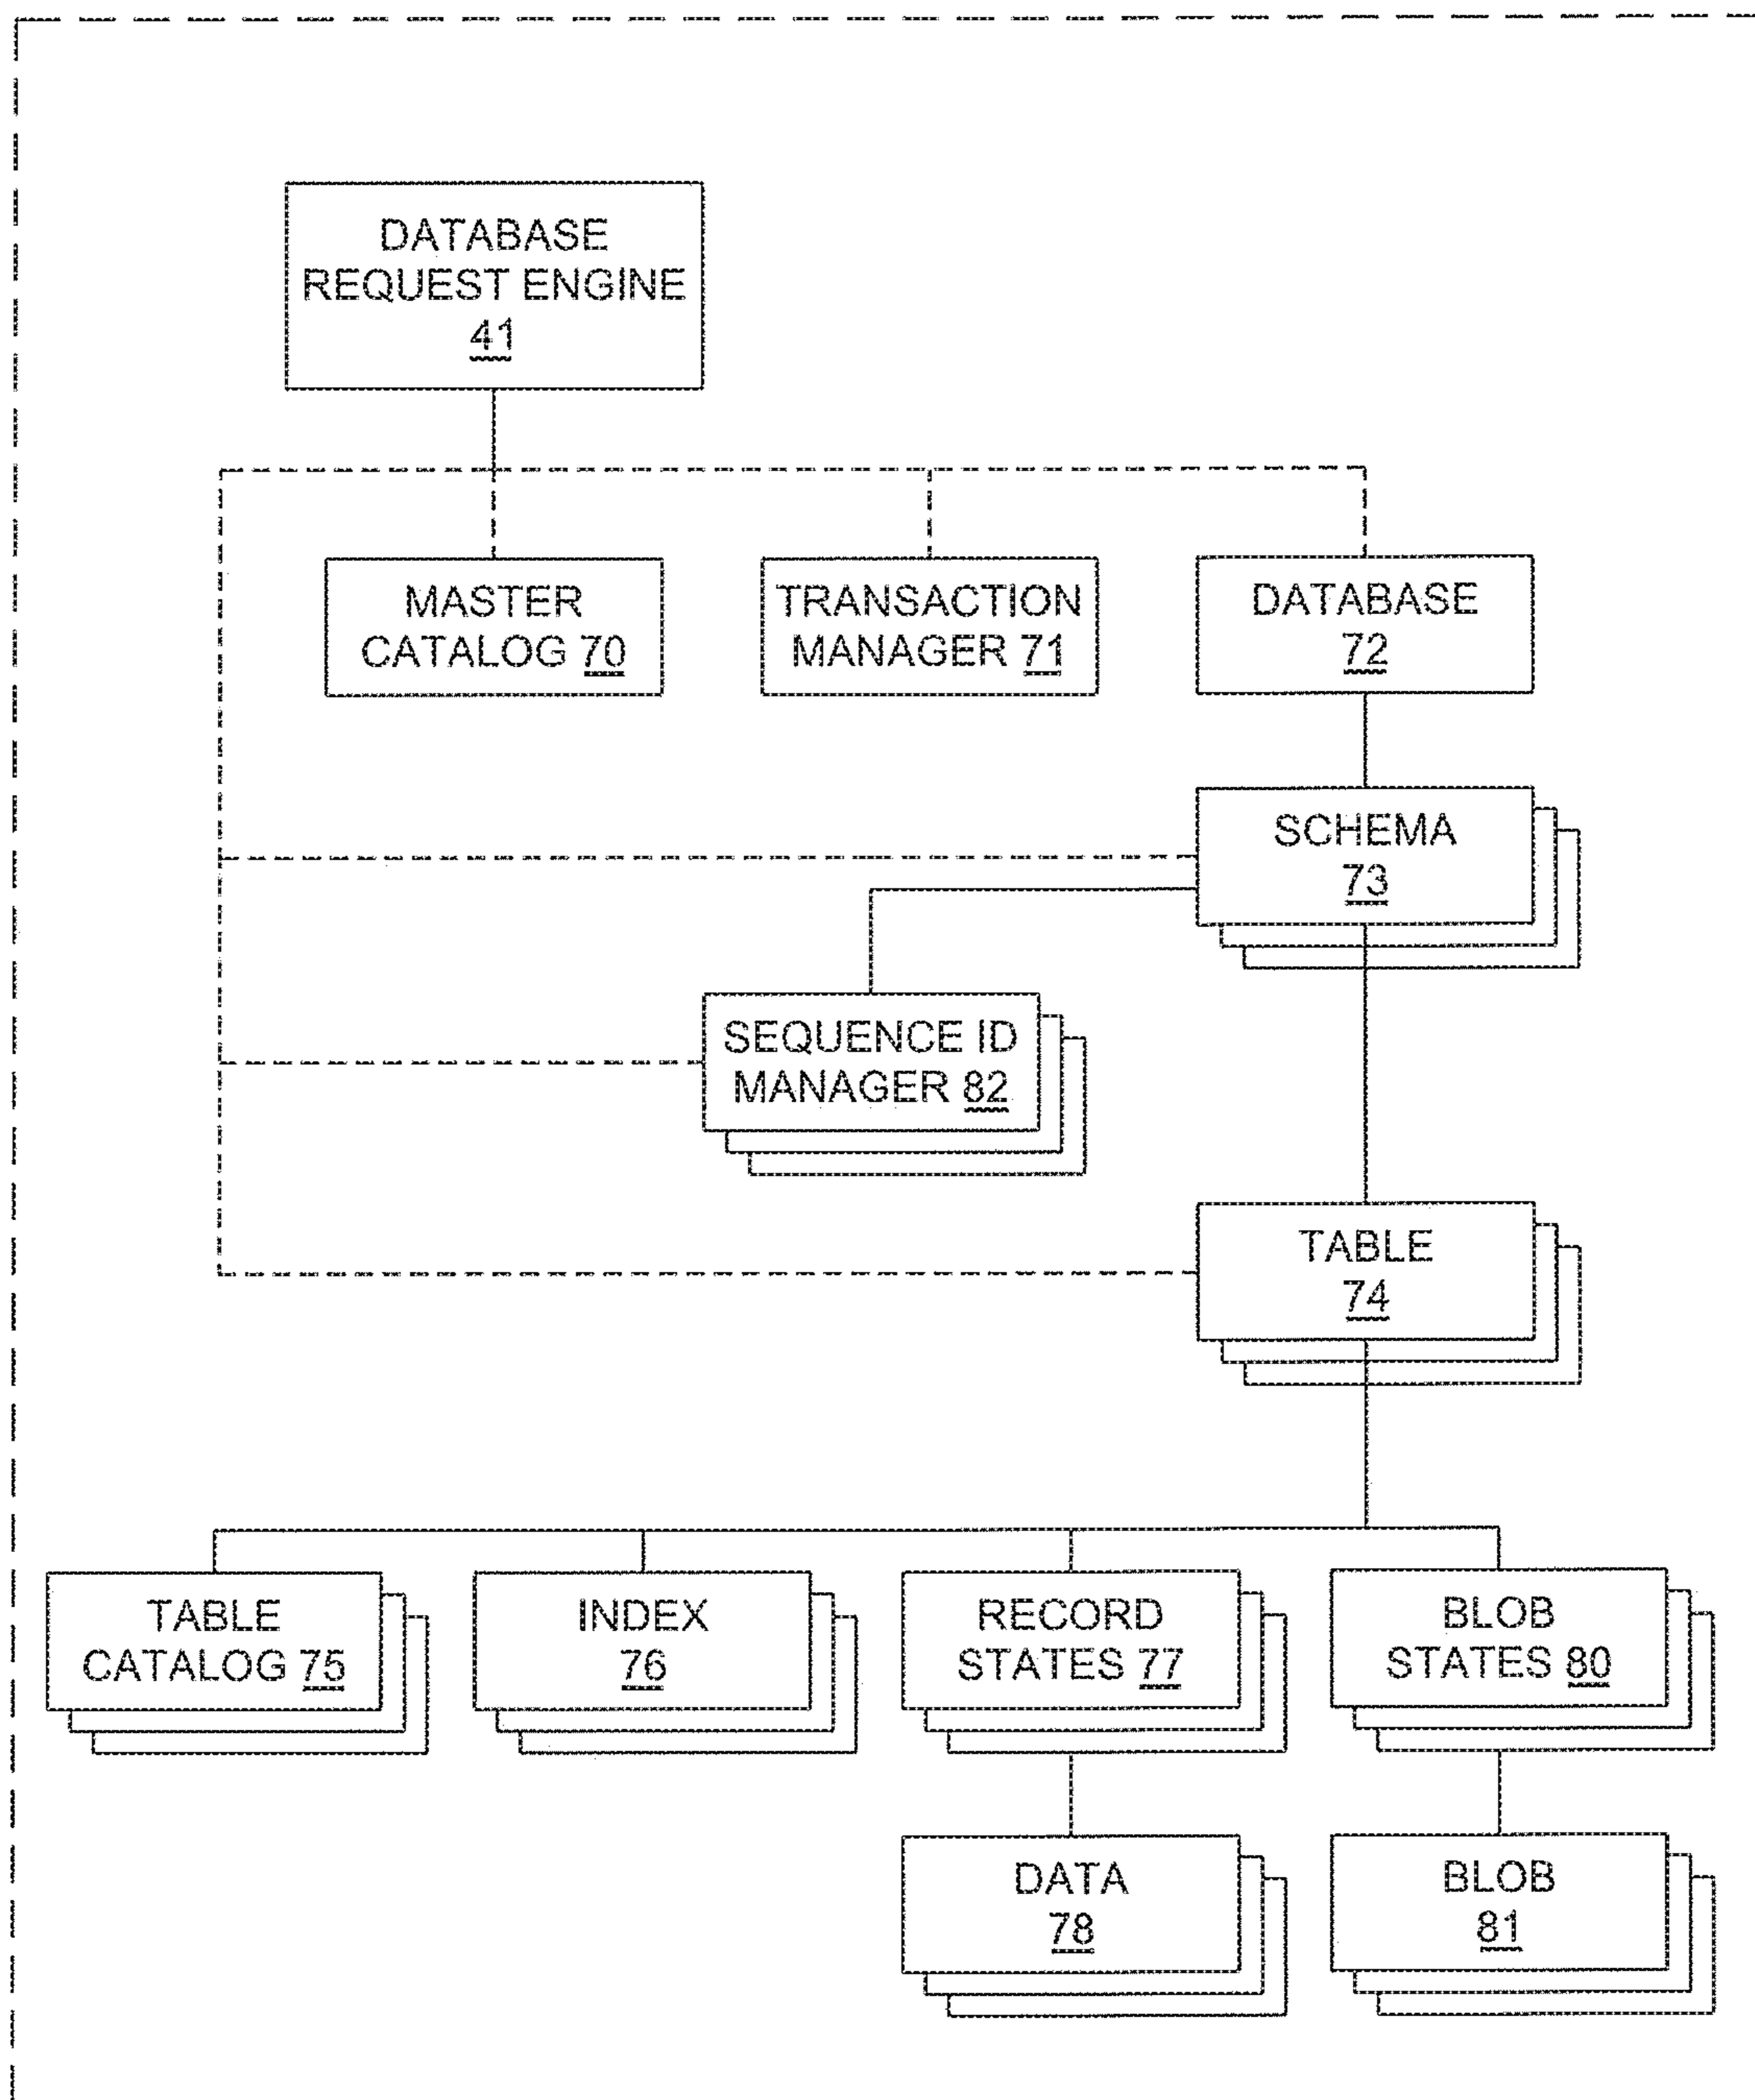 DATABASE
REQUEST ENGINE
41
MASTER
CATALOG 70
TRANSACTION
MANAGER 71
DATABASE
72
SCHEMA
73
SEQUENCE ID
MANAGER 82
TABLE
74
TABLE
CATALOG 75
INDEX
76
RECORD
STATES 77
BLOB
STATES 80
DATA
78
BLOB
81